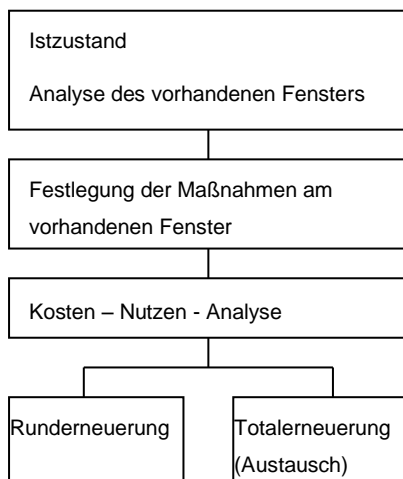 Istzustand
Analyse des vorhandenen Fensters
Festlegung der Maßnahmen am
vorhandenen Fenster
Kosten – Nutzen - Analyse
Runderneuerung
Totalerneuerung
(Austausch)